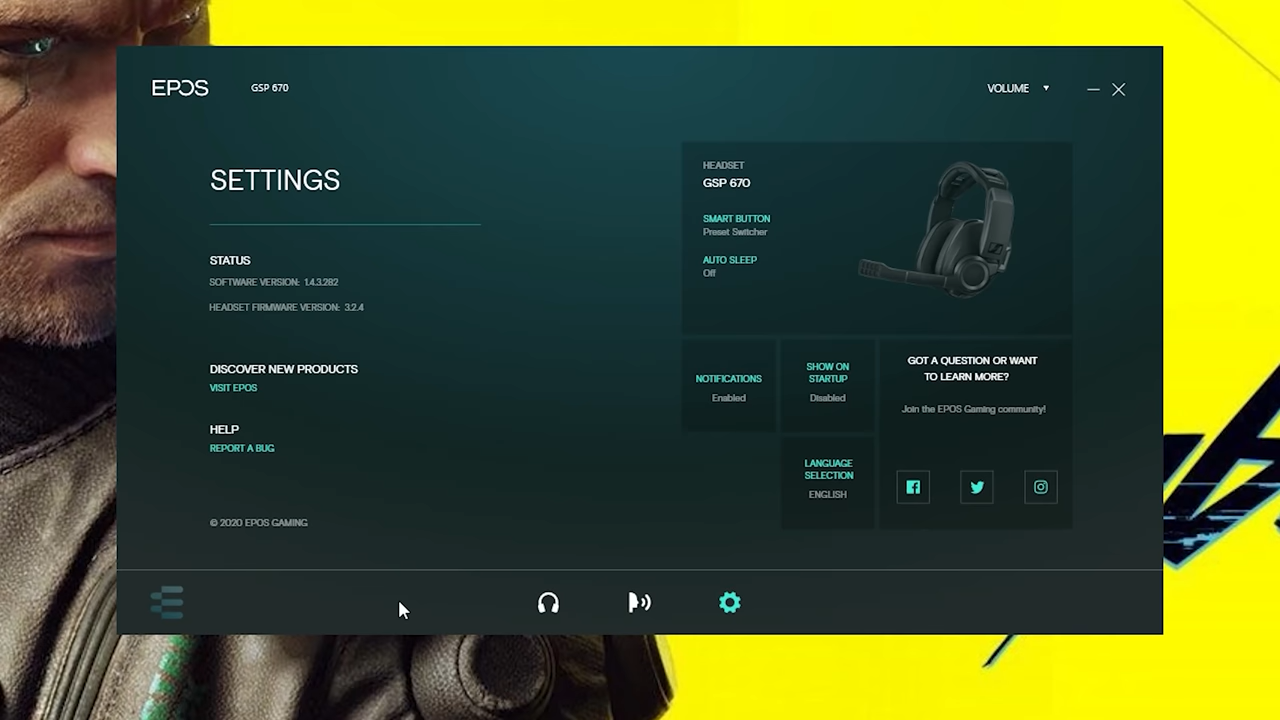 EPOS
GSP 670
VOLUME
SETTINGS
STATUS
SOFTWARE VERSION: 1.4.3.282
HEADSET FIRMWARE VERSION: 3.2.4
DISCOVER NEW PRODUCTS
VISIT EPOS
HELP
REPORT A BUG
© 2020 EPOS GAMING
HEADSET
GSP 670
SMART BUTTON
Preset Switcher
AUTO SLEEP
Off
NOTIFICATIONS
Enabled
SHOW ON
STARTUP
Disabled
LANGUAGE
SELECTION
ENGLISH
GOT A QUESTION OR WANT
TO LEARN MORE?
Join the EPOS Gaming community!